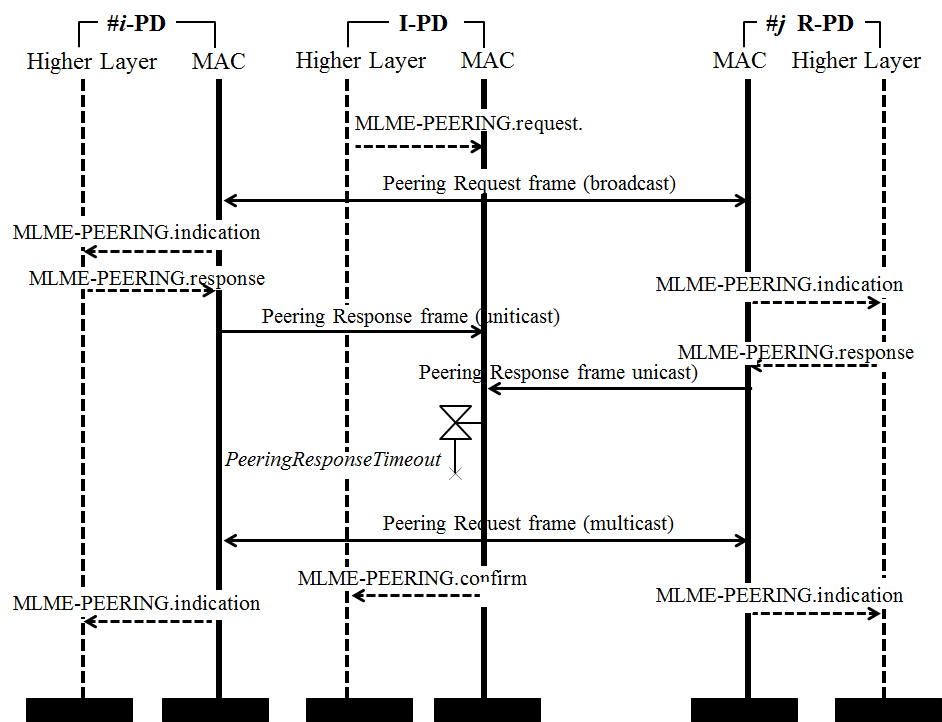 #i-PD I-PD #j R-PD
Higher Layer MAC Higher Layer MAC MAC Higher Layer
MLME-PEERING.request.
Peering Request frame (broadcast)
MLME-PEERING.indication
MLME-PEERING.response
MLME-PEERING.indication
Peering Response frame (uniticast)
MLME-PEERING.response
Peering Response frame unicast)
PeeringResponseTimeout
Peering Request frame (multicast)
MLME-PEERING.confirm
MLME-PEERING.indication
MLME-PEERING.indication